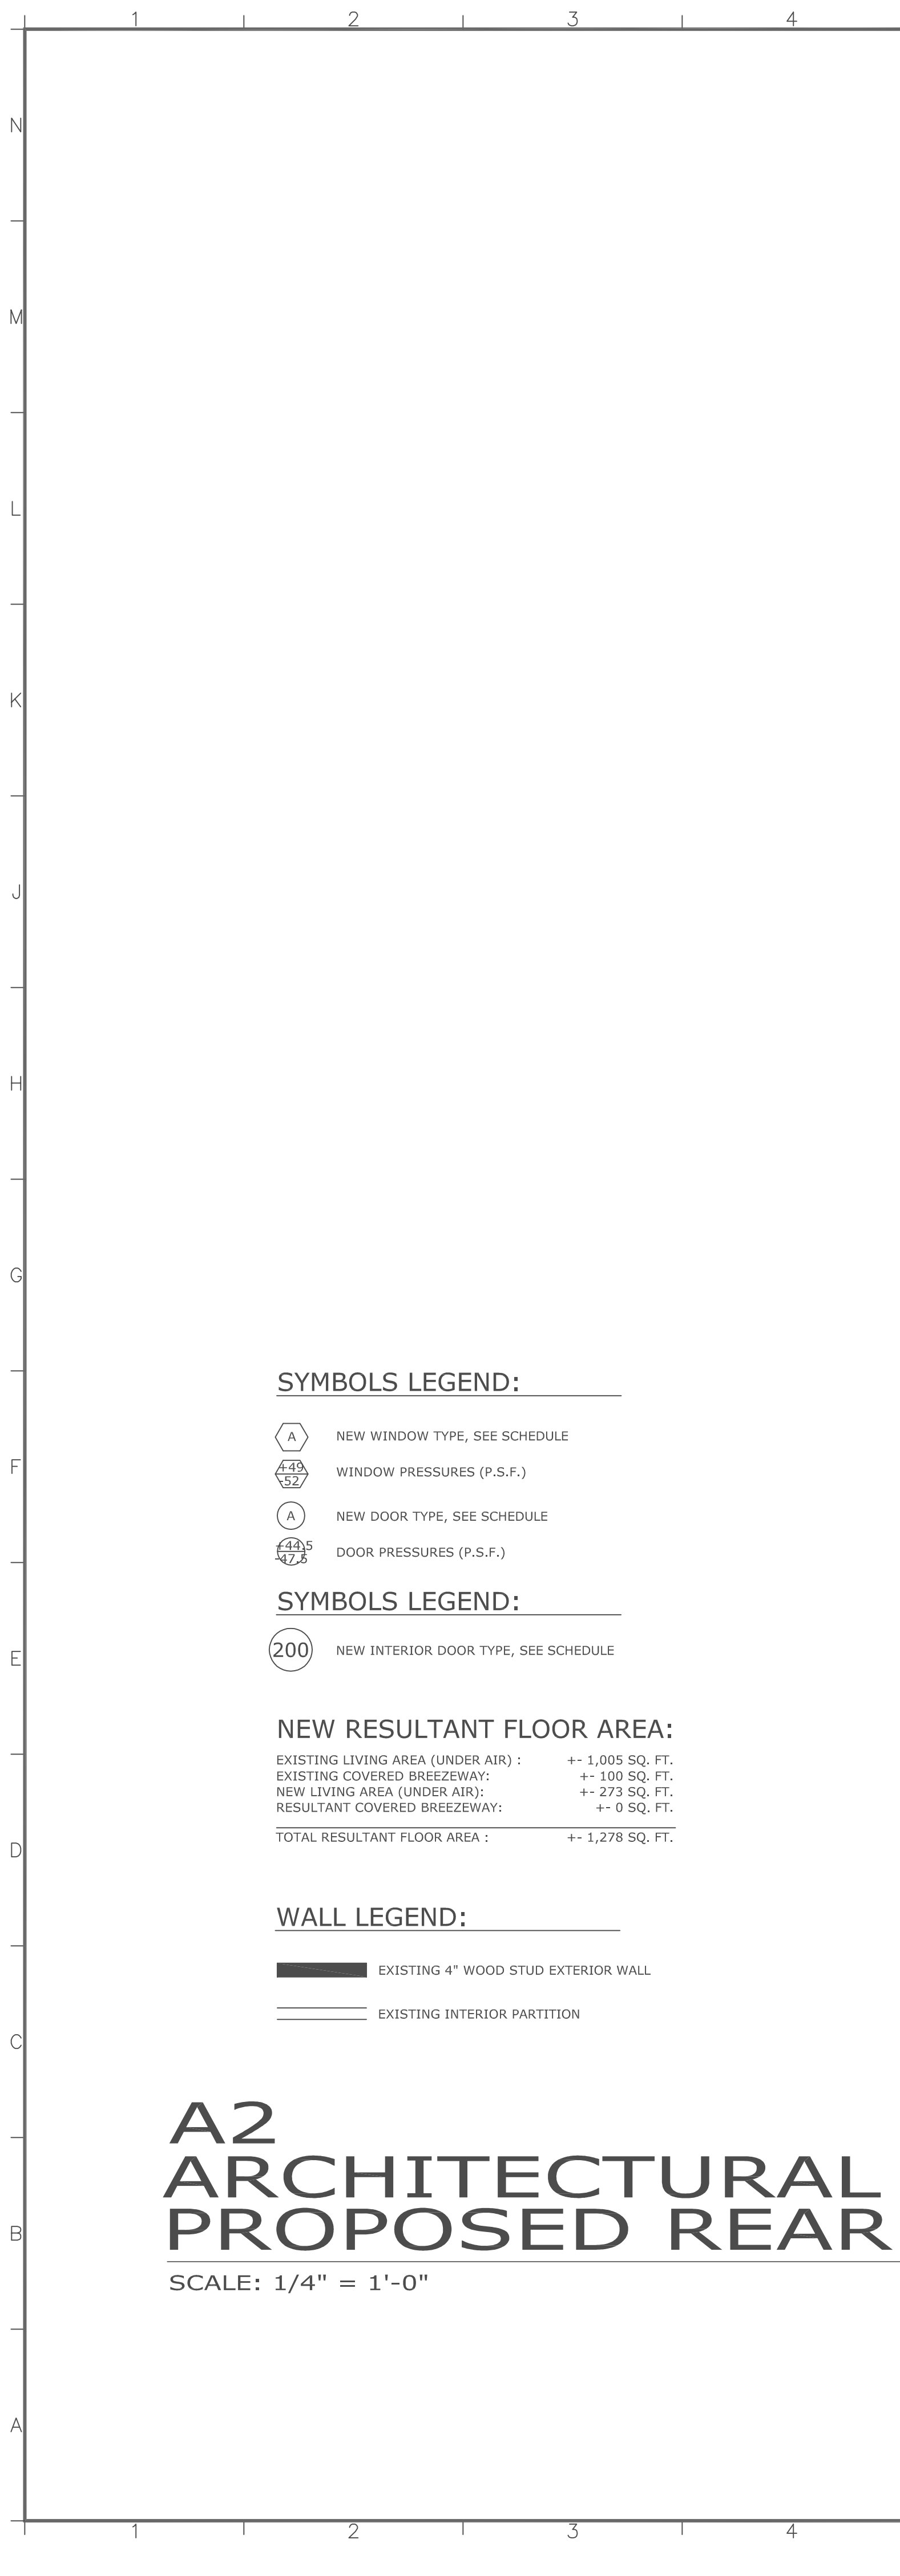 1 2 3 4
N
M
L
K
J
H
G
SYMBOLS LEGEND:
A NEW WINDOW TYPE, SEE SCHEDULE
F
+49
-52
WINDOW PRESSURES (P.S.F.)
A NEW DOOR TYPE, SEE SCHEDULE
+44.5
-47.5
DOOR PRESSURES (P.S.F.)
SYMBOLS LEGEND:
200 NEW INTERIOR DOOR TYPE, SEE SCHEDULE
E
NEW RESULTANT FLOOR AREA:
EXISTING LIVING AREA (UNDER AIR) : +- 1,005 SQ. FT.
EXISTING COVERED BREEZEWAY: +- 100 SQ. FT.
NEW LIVING AREA (UNDER AIR): +- 273 SQ. FT.
RESULTANT COVERED BREEZEWAY: +- 0 SQ. FT.
TOTAL RESULTANT FLOOR AREA : +- 1,278 SQ. FT.
D
WALL LEGEND:
EXISTING 4" WOOD STUD EXTERIOR WALL
EXISTING INTERIOR PARTITION
C
A2
ARCHITECTURAL
PROPOSED REAR
B
SCALE: 1/4" = 1'-0"
A
1 2 3 4